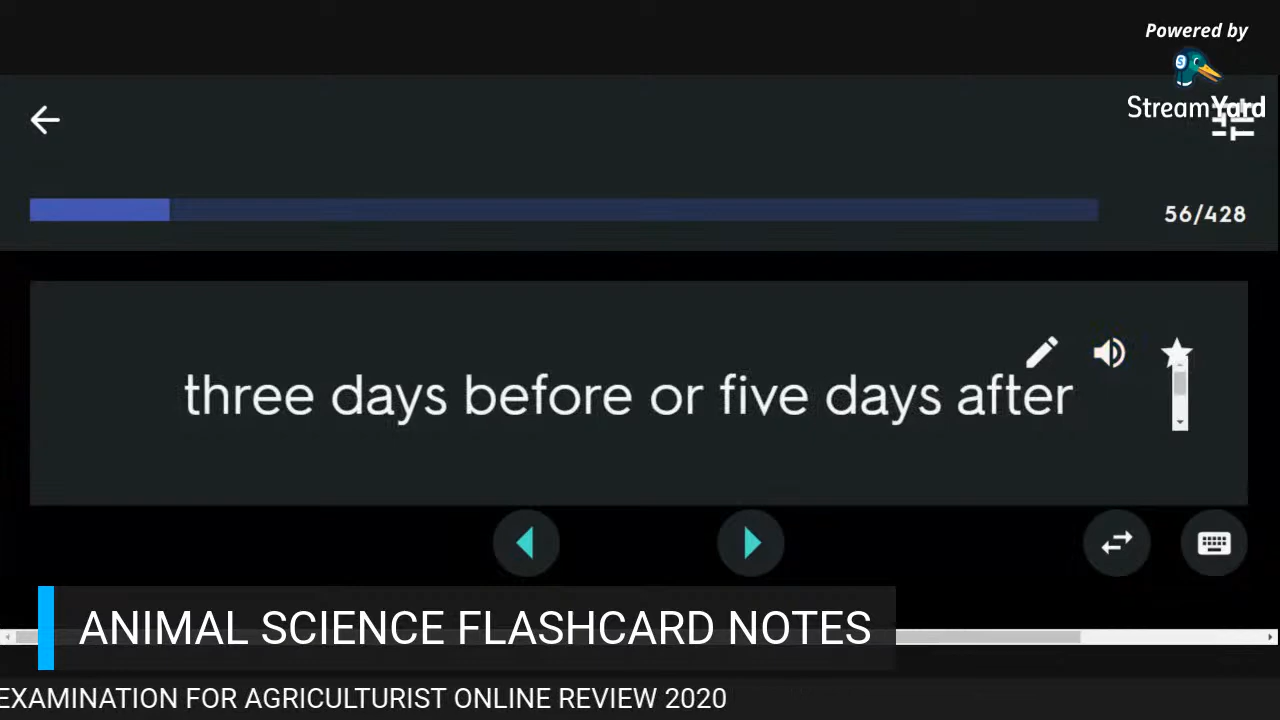 Powered by
StreamYard
56/428
three days before or five days after
ANIMAL SCIENCE FLASHCARD NOTES
EXAMINATION FOR AGRICULTURIST ONLINE REVIEW 2020